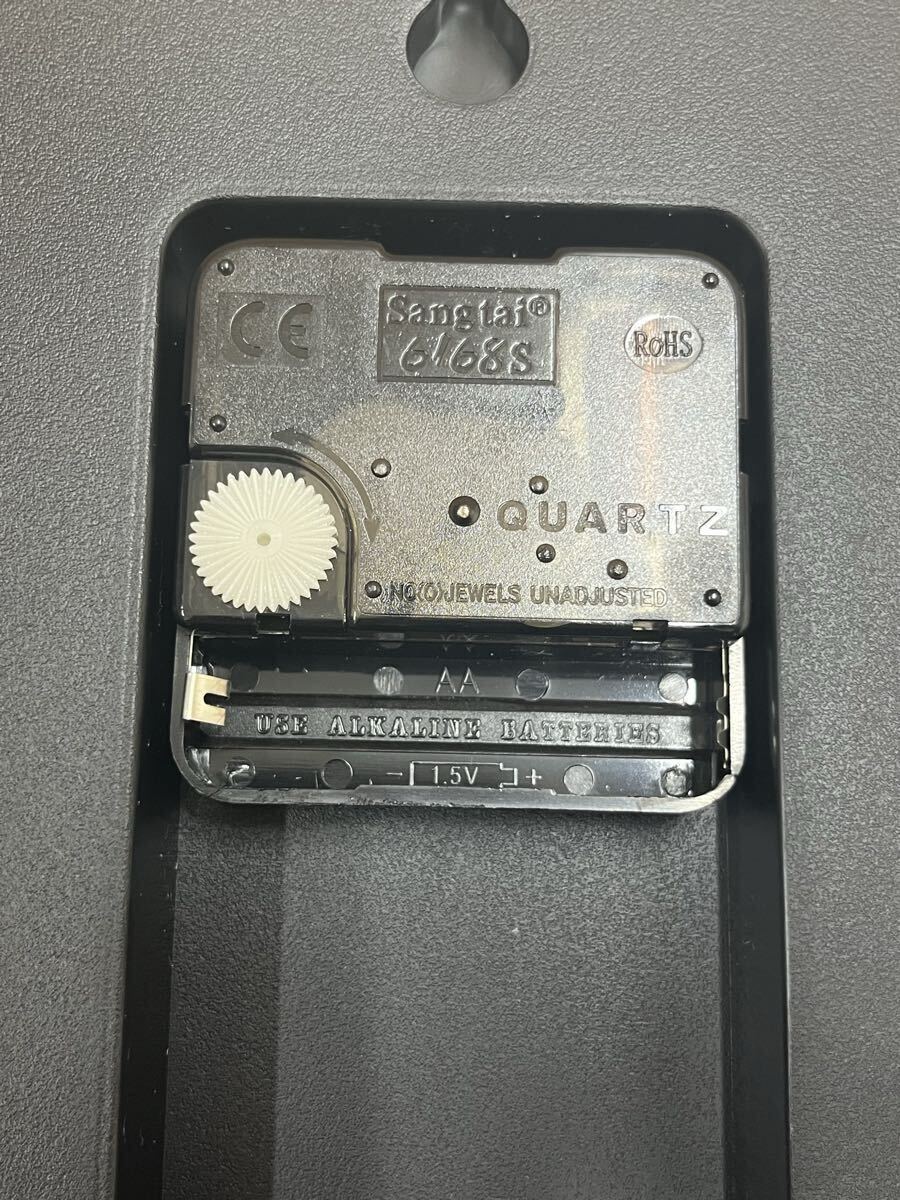 CE
Sangtai®
6168S
RoHS
QUARTZ
NO(0)JEWELS UNADJUSTED
AA
USE ALKALINE BATTERIES
- 1.5V +